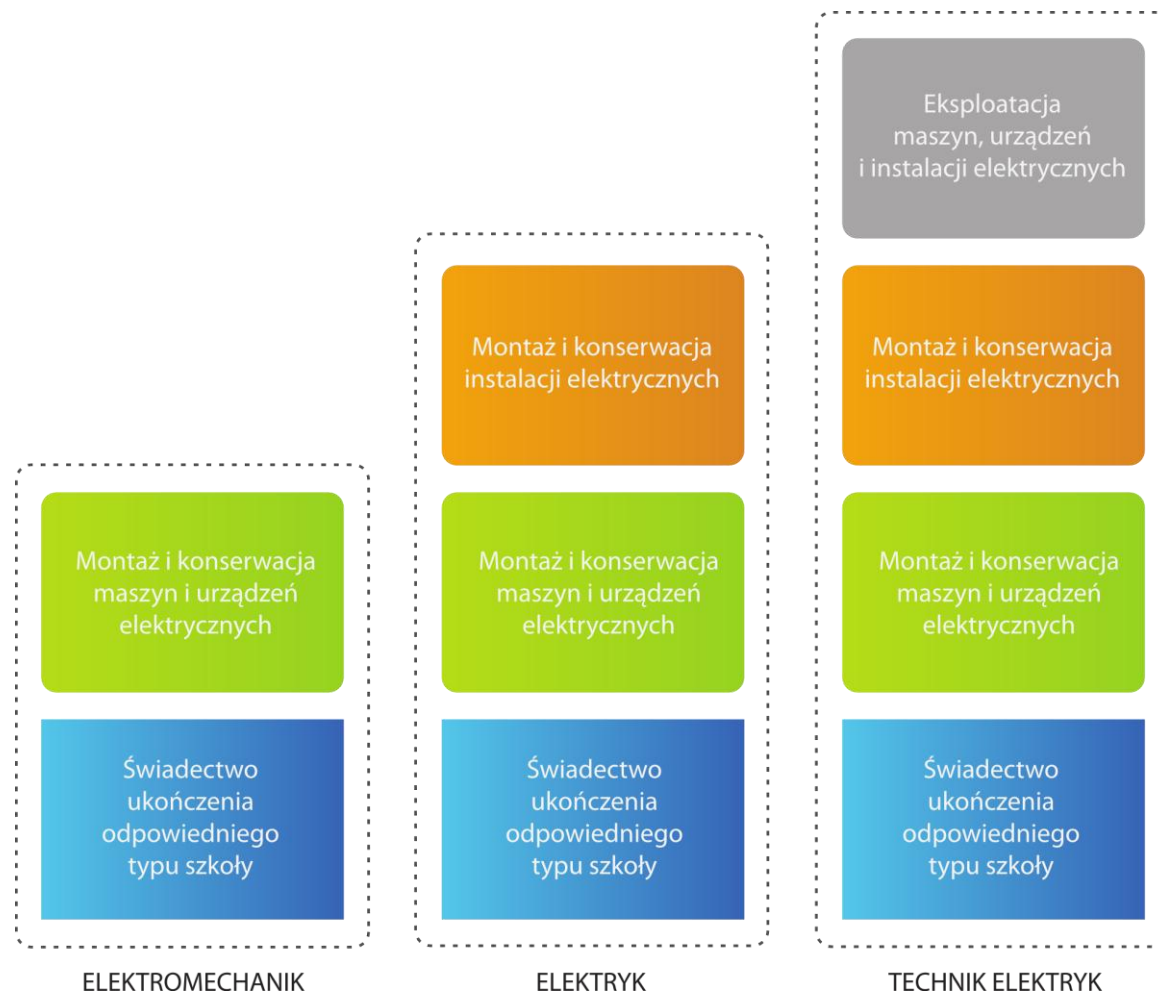 Eksploatacja
maszyn, urządzeń
i instalacji elektrycznych
Montaż i konserwacja
instalacji elektrycznych
Montaż i konserwacja
instalacji elektrycznych
Montaż i konserwacja
maszyn i urządzeń
elektrycznych
Montaż i konserwacja
maszyn i urządzeń
elektrycznych
Montaż i konserwacja
maszyn i urządzeń
elektrycznych
Świadectwo
ukończenia
odpowiedniego
typu szkoły
Świadectwo
ukończenia
odpowiedniego
typu szkoły
Świadectwo
ukończenia
odpowiedniego
typu szkoły
ELEKTROMECHANIK
ELEKTRYK
TECHNIK ELEKTRYK